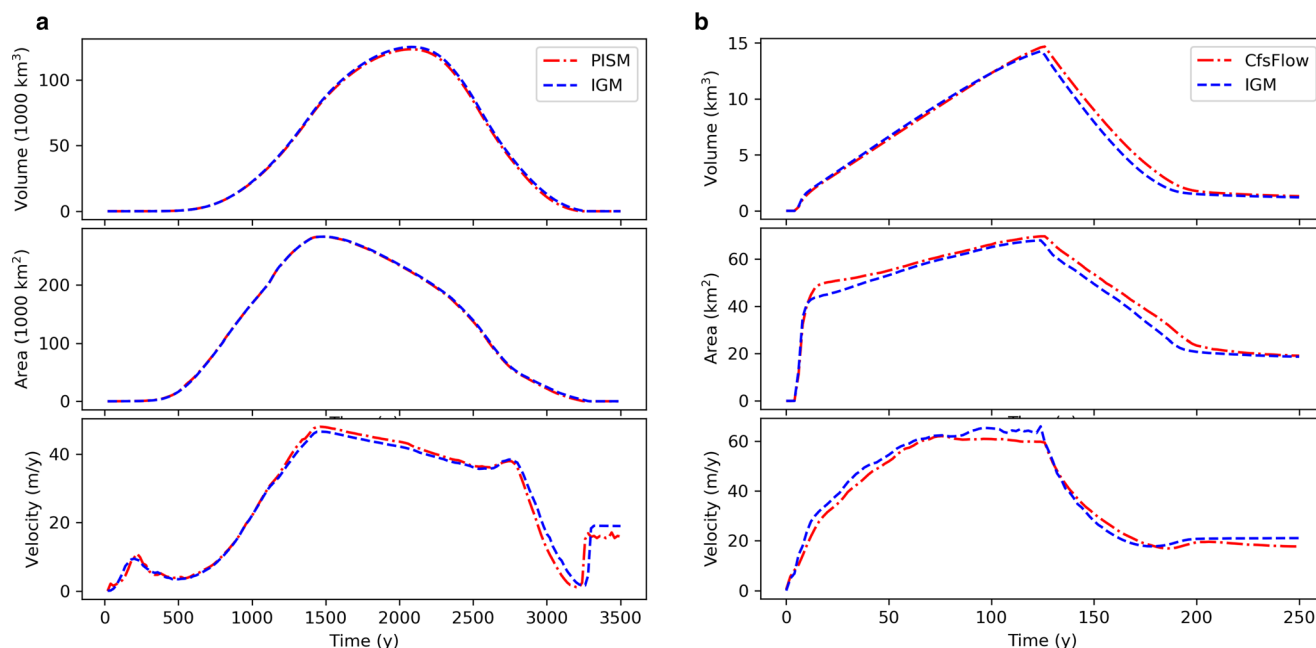 a
b
Volume (1000 km³)
100
50
0
PISM
IGM
Volume (km³)
15
10
5
0
CfsFlow
IGM
Area (1000 km²)
200
100
0
Area (km²)
60
40
20
0
Velocity (m/y)
40
20
0
0 500 1000 1500 2000 2500 3000 3500
Time (y)
Velocity (m/y)
60
40
20
0
0 50 100 150 200 250
Time (y)